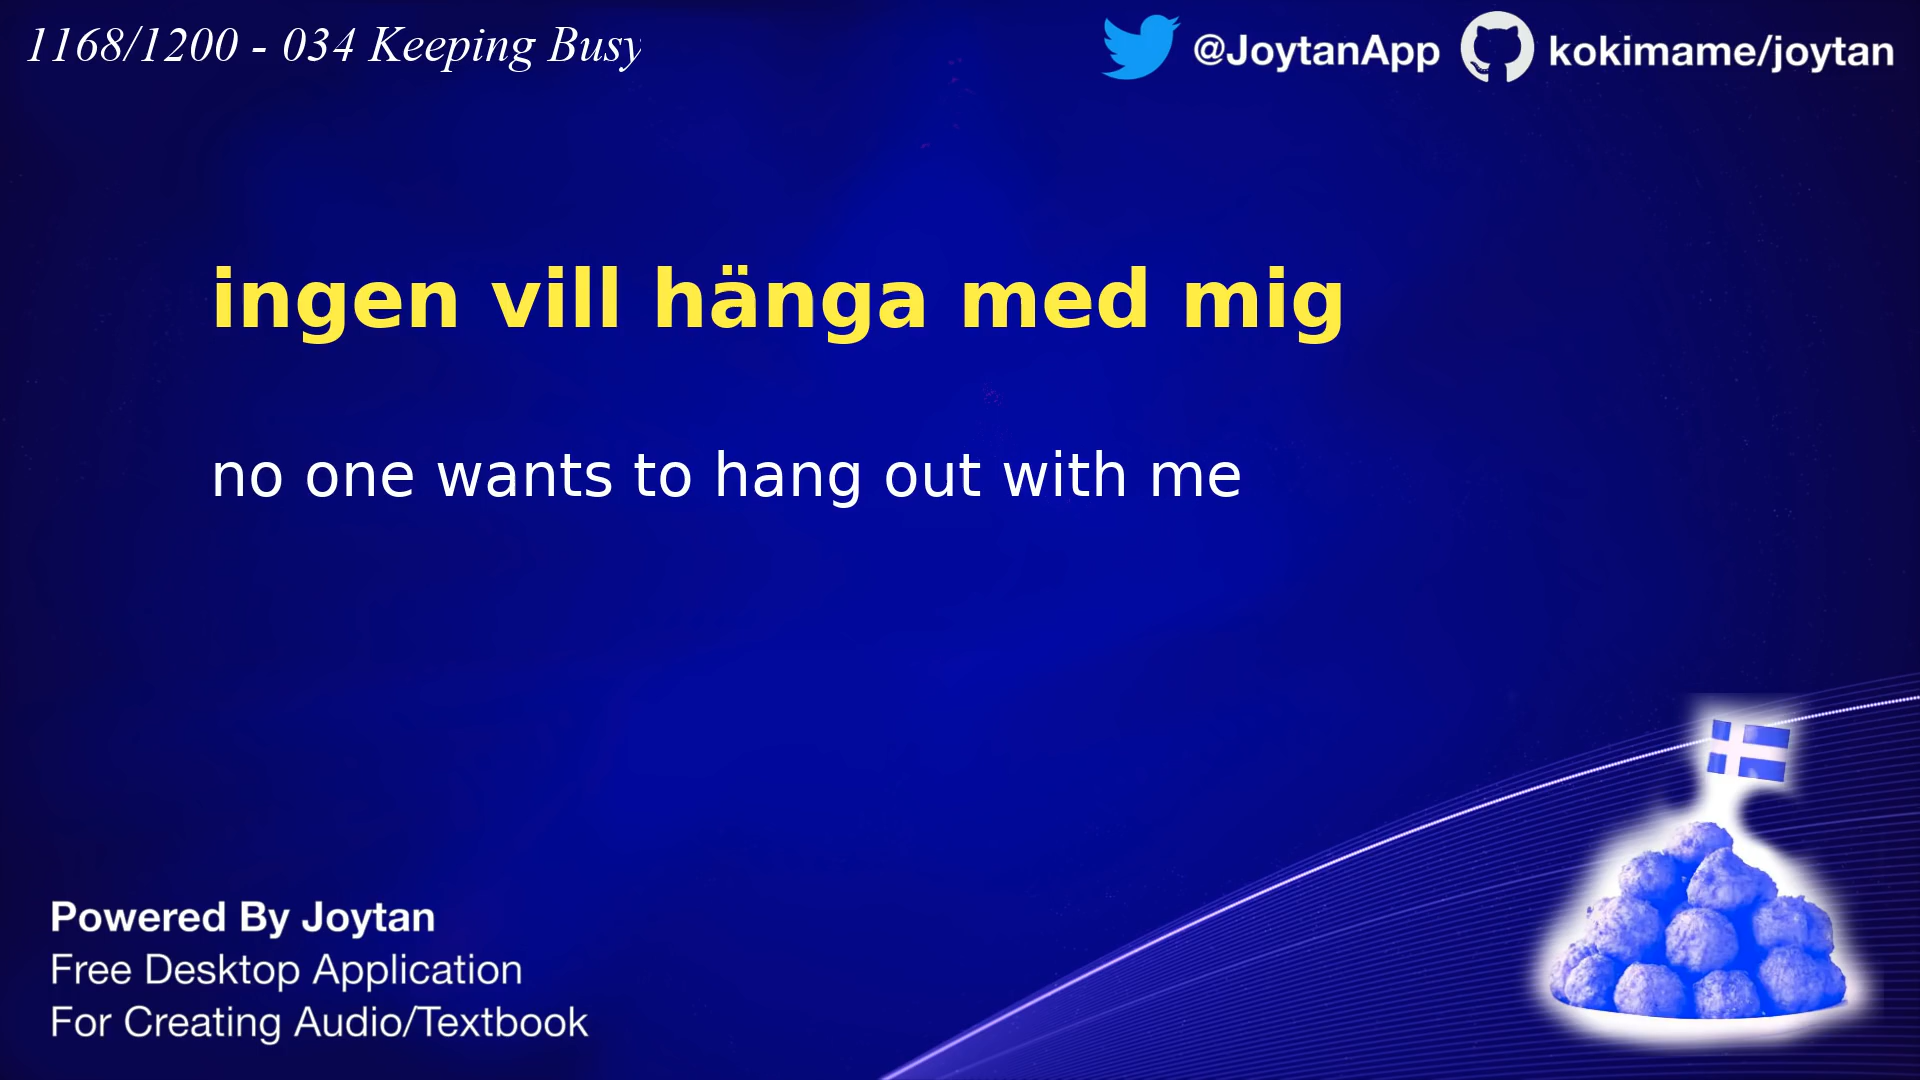 1168/1200 - 034 Keeping Busy
@JoytanApp
kokimame/joytan
ingen vill hänga med mig
no one wants to hang out with me
Powered By Joytan
Free Desktop Application
For Creating Audio/Textbook